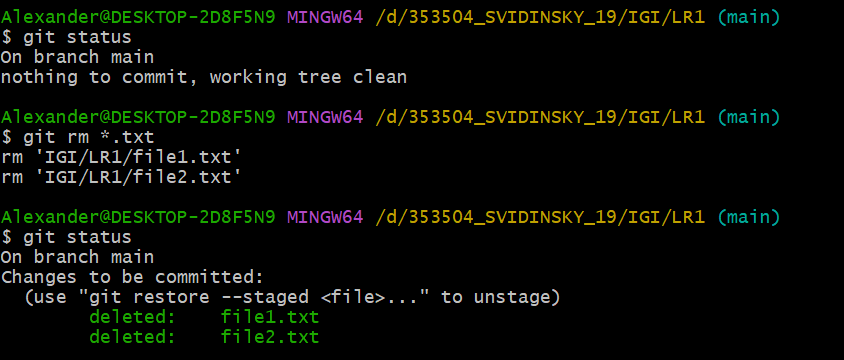 Alexander@DESKTOP-2D8F5N9 MINGW64 /d/353504_SVIDINSKY_19/IGI/LR1 (main)
$ git status
On branch main
nothing to commit, working tree clean
Alexander@DESKTOP-2D8F5N9 MINGW64 /d/353504_SVIDINSKY_19/IGI/LR1 (main)
$ git rm *.txt
rm 'IGI/LR1/file1.txt'
rm 'IGI/LR1/file2.txt'
Alexander@DESKTOP-2D8F5N9 MINGW64 /d/353504_SVIDINSKY_19/IGI/LR1 (main)
$ git status
On branch main
Changes to be committed:
  (use "git restore --staged <file>..." to unstage)
        deleted:    file1.txt
        deleted:    file2.txt